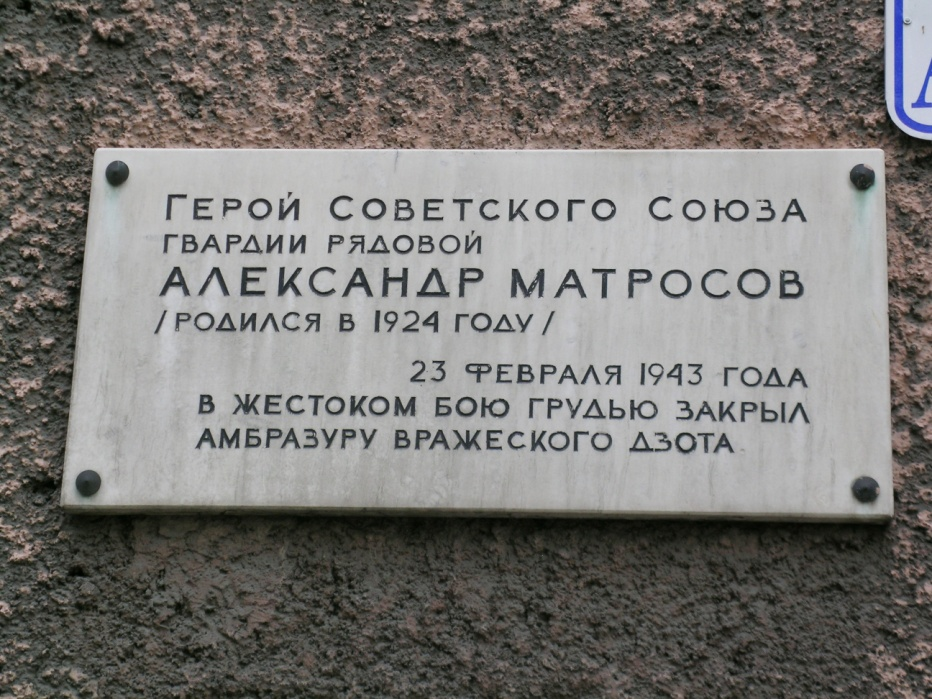 Герой Советского Союза
гвардии рядовой
АЛЕКСАНДР МАТРОСОВ
/РОДИЛСЯ В 1924 ГОДУ/
23 ФЕВРАЛЯ 1943 ГОДА
В ЖЕСТОКОМ БОЮ ГРУДЬЮ ЗАКРЫЛ
АМБРАЗУРУ ВРАЖЕСКОГО ДЗОТА